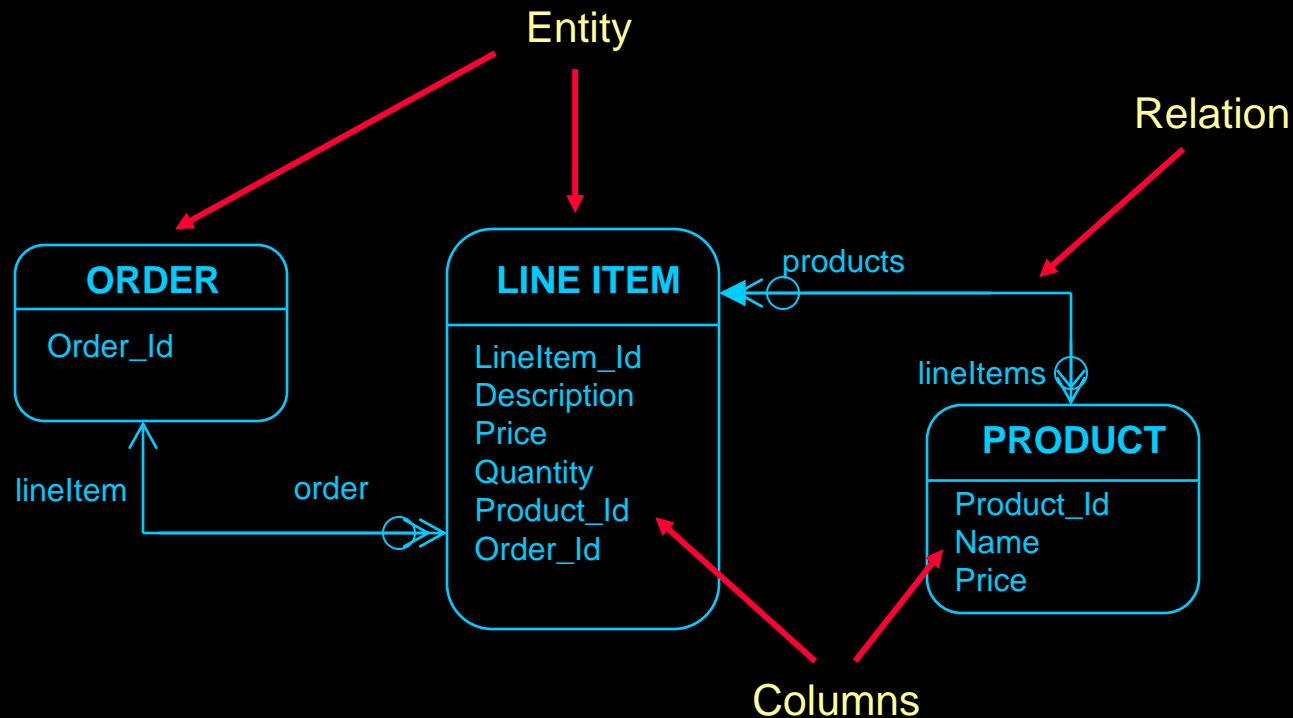 Entity
Relation
ORDER
Order_Id
lineItem
order
LINE ITEM
LineItem_Id
Description
Price
Quantity
Product_Id
Order_Id
products
lineItems
PRODUCT
Product_Id
Name
Price
Columns